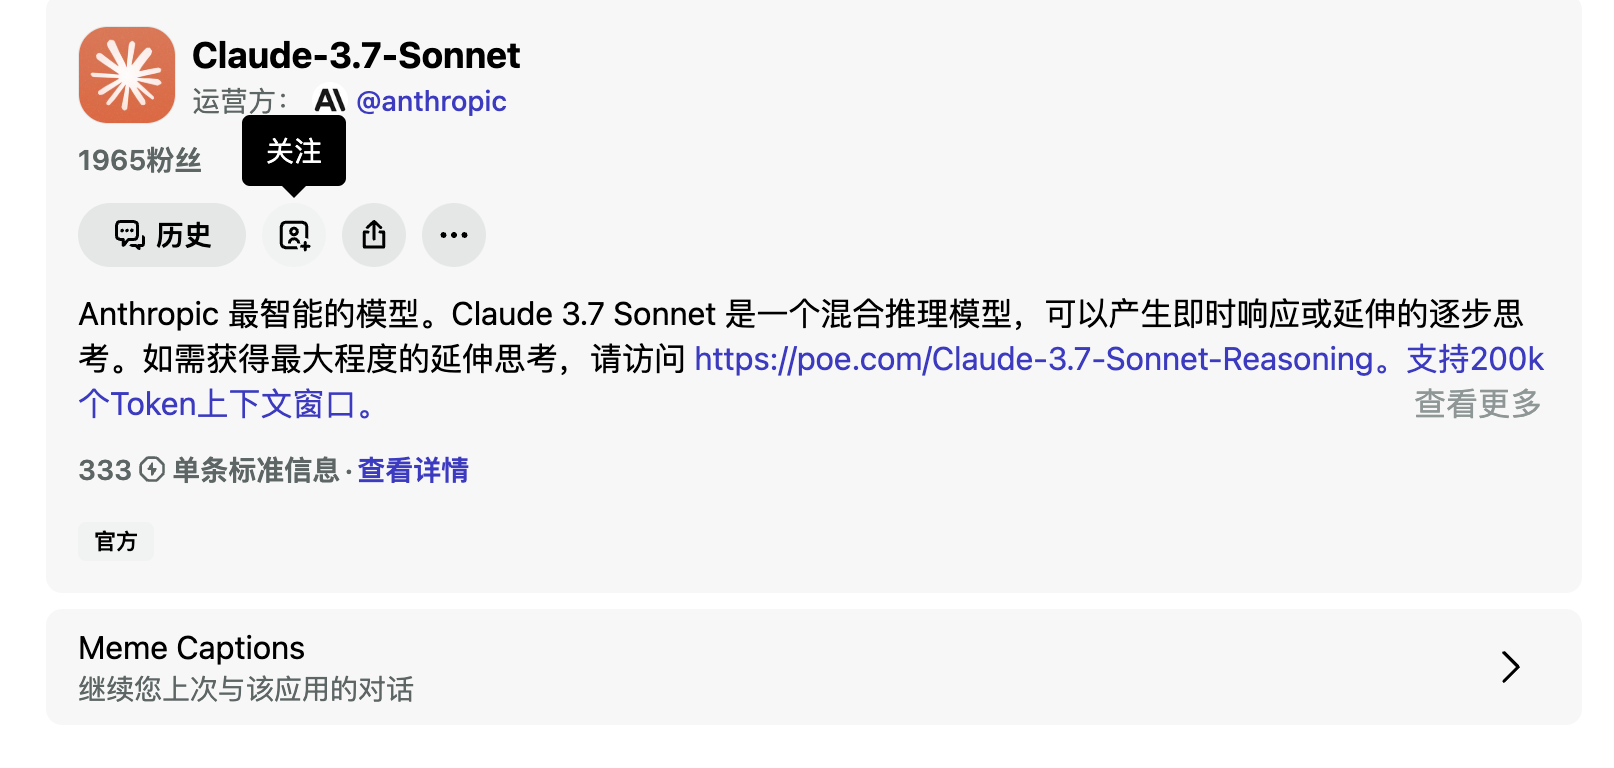 Claude-3.7-Sonnet
运营方： A\ @anthropic
1965粉丝
关注
历史
Anthropic 最智能的模型。Claude 3.7 Sonnet 是一个混合推理模型，可以产生即时响应或延伸的逐步思
考。如需获得最大程度的延伸思考，请访问 https://poe.com/Claude-3.7-Sonnet-Reasoning。支持200k
个Token上下文窗口。
查看更多
333 单条标准信息 · 查看详情
官方
Meme Captions
继续您上次与该应用的对话